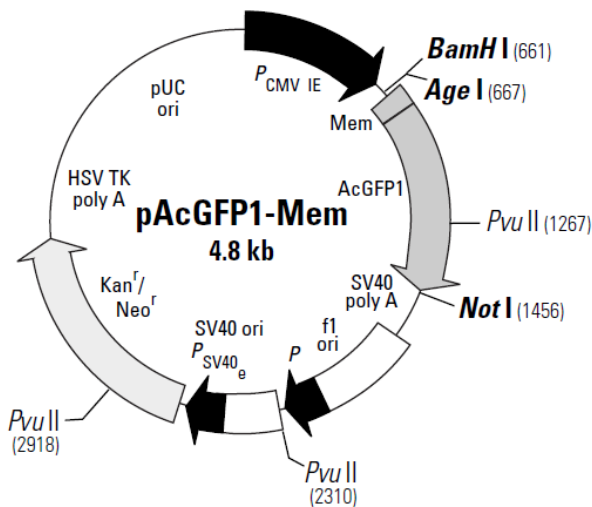 BamH I (661)
P CMV IE
Age I (667)
pUC
ori
Mem
HSV TK
poly A
AcGFP1
pAcGFP1-Mem
4.8 kb
Pvu II (1267)
Kanʳ/
Neoʳ
SV40
poly A
SV40 ori
f1
ori
Not I (1456)
P SV40 e
P
Pvu II
(2918)
Pvu II
(2310)